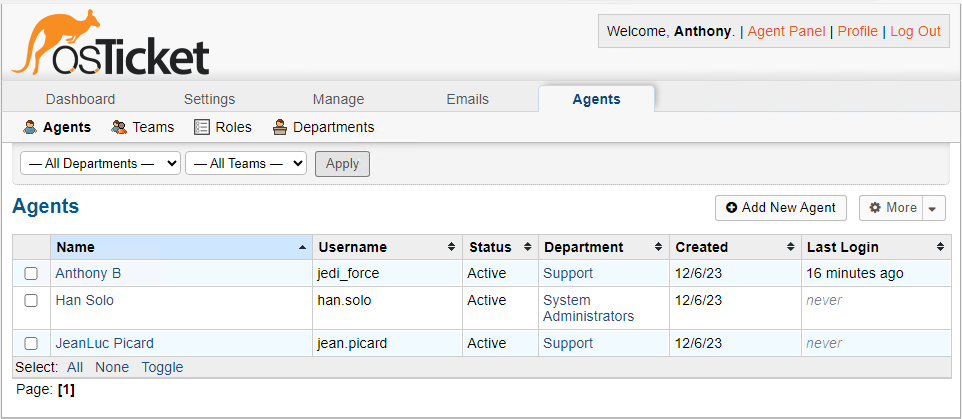 osTicket
Welcome, Anthony. | Agent Panel | Profile | Log Out
Dashboard Settings Manage Emails Agents
Agents Teams Roles Departments
— All Departments — — All Teams — Apply
Agents
Add New Agent More
Name Username Status Department Created Last Login
Anthony B jedi_force Active Support 12/6/23 16 minutes ago
Han Solo han.solo Active System 12/6/23 never
Administrators
JeanLuc Picard jean.picard Active Support 12/6/23 never
Select: All None Toggle
Page: [1]